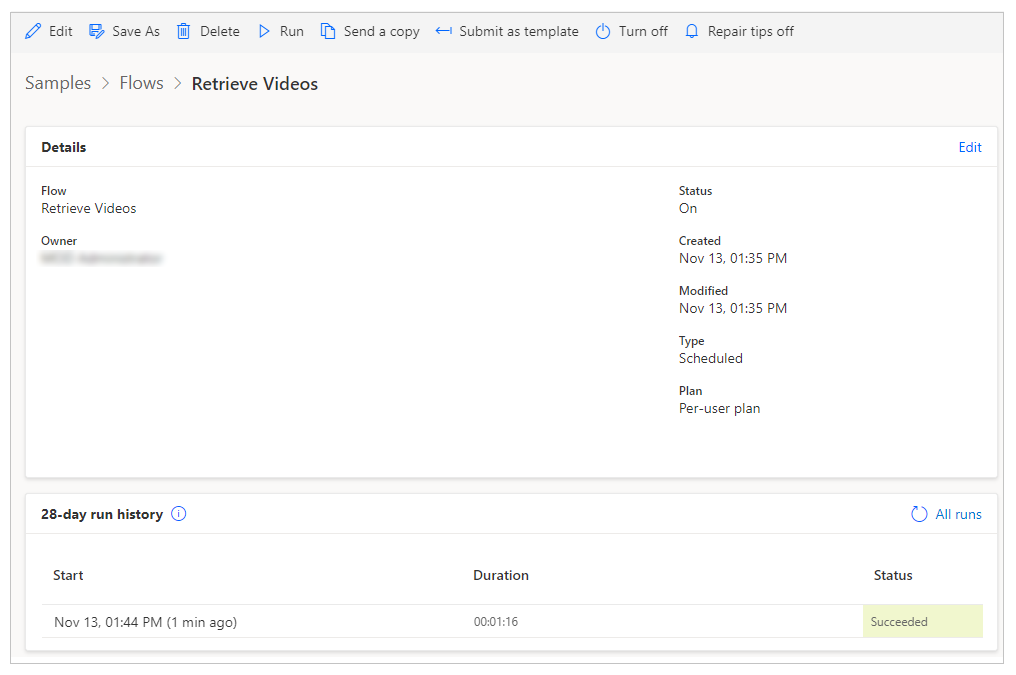 Edit Save As Delete Run Send a copy Submit as template Turn off Repair tips off
Samples > Flows > Retrieve Videos
Details Edit
Flow
Retrieve Videos
Owner
Status
On
Created
Nov 13, 01:35 PM
Modified
Nov 13, 01:35 PM
Type
Scheduled
Plan
Per-user plan
28-day run history All runs
Start Duration Status
Nov 13, 01:44 PM (1 min ago) 00:01:16 Succeeded